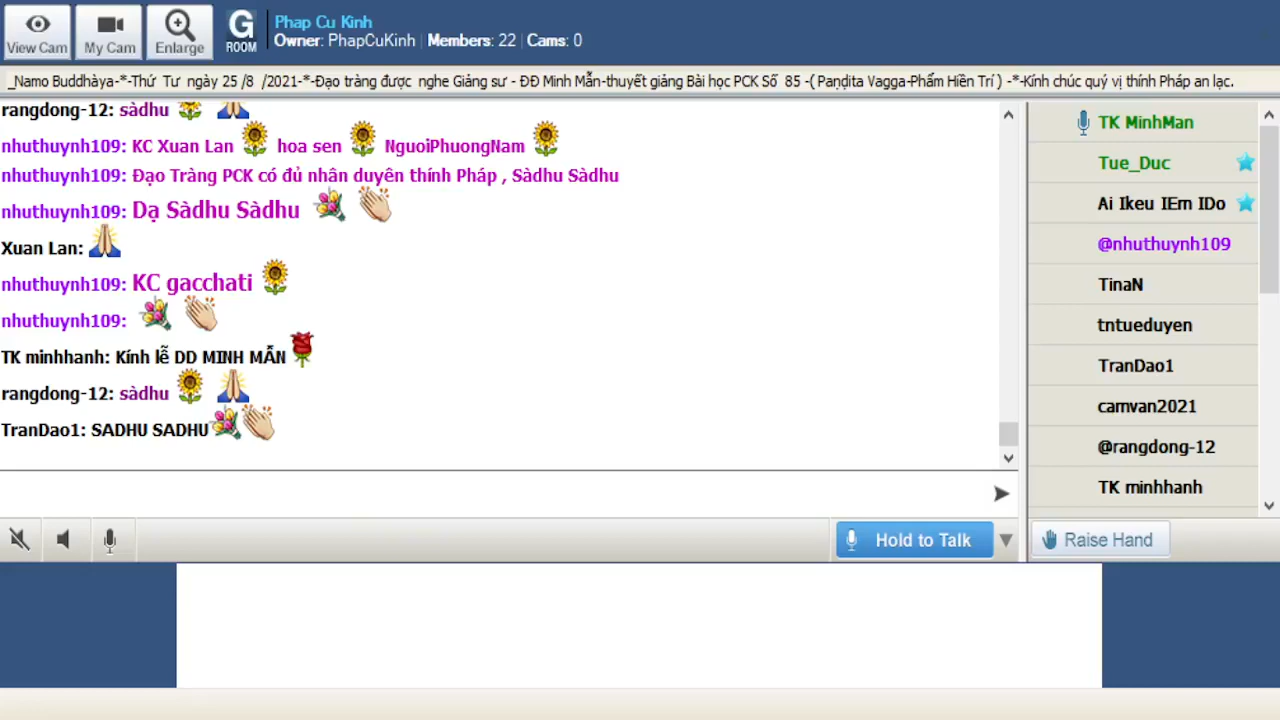 View Cam
My Cam
Enlarge
G
ROOM
Phap Cu Kinh
Owner: PhapCuKinh | Members: 22 | Cams: 0
_Namo Buddhàya-*-Thứ Tư ngày 25 /8 /2021-*-Đạo tràng được nghe Giảng sư - ĐĐ Minh Mẫn-thuyết giảng Bài học PCK Số 85 -( Paṇḍita Vagga-Phẩm Hiền Trí ) -*-Kính chúc quý vị thính Pháp an lạc.
rangdong-12: sàdhu
nhuthuynh109: KC Xuan Lan hoa sen NguoiPhuongNam
nhuthuynh109: Đạo Tràng PCK có đủ nhân duyên thính Pháp , Sàdhu Sàdhu
nhuthuynh109: Dạ Sàdhu Sàdhu
Xuan Lan:
nhuthuynh109: KC gacchati
nhuthuynh109:
TK minhhanh: Kính lễ DD MINH MẪN
rangdong-12: sàdhu
TranDao1: SADHU SADHU
TK MinhMan
Tue_Duc
Ai Ikeu IEm IDo
@nhuthuynh109
TinaN
tntueduyen
TranDao1
camvan2021
@rangdong-12
TK minhhanh
Hold to Talk
Raise Hand